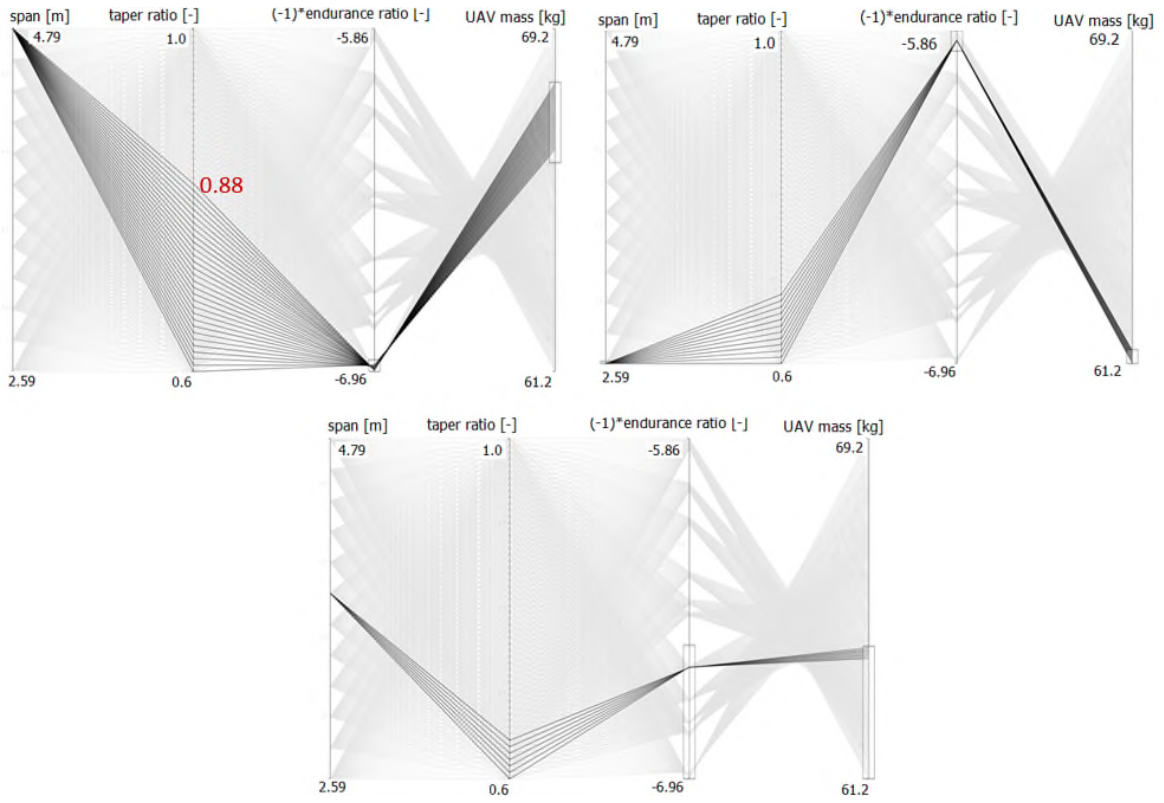 span [m] taper ratio [-] (-1)*endurance ratio [-] UAV mass [kg]
4.79 1.0 -5.86 69.2
0.88
2.59 0.6 -6.96 61.2
span [m] taper ratio [-] (-1)*endurance ratio [-] UAV mass [kg]
4.79 1.0 -5.86 69.2
2.59 0.6 -6.96 61.2
span [m] taper ratio [-] (-1)*endurance ratio [-] UAV mass [kg]
4.79 1.0 -5.86 69.2
2.59 0.6 -6.96 61.2